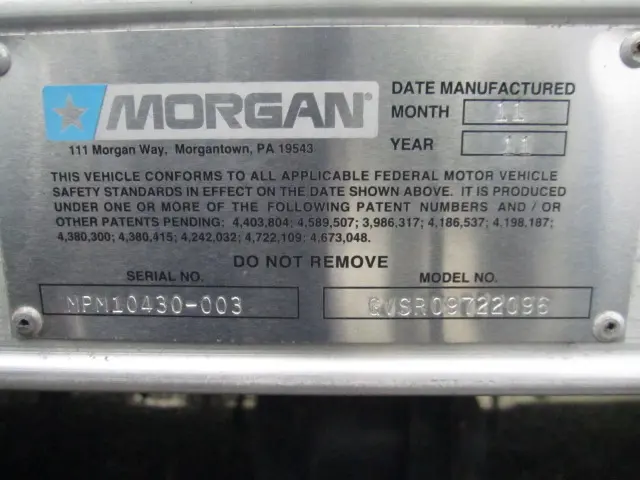 MORGAN®
DATE MANUFACTURED
MONTH 11
YEAR 11
111 Morgan Way, Morgantown, PA 19543
THIS VEHICLE CONFORMS TO ALL APPLICABLE FEDERAL MOTOR VEHICLE
SAFETY STANDARDS IN EFFECT ON THE DATE SHOWN ABOVE. IT IS PRODUCED
UNDER ONE OR MORE OF THE FOLLOWING PATENT NUMBERS AND / OR
OTHER PATENTS PENDING; 4,403,804; 4,589,507; 3,986,317; 4,186,537; 4.198,187;
4,380,300; 4,380,415; 4,242,032; 4,722,109; 4,673,048.
DO NOT REMOVE
SERIAL NO. MODEL NO.
MPM10430-003 GVSR09722096